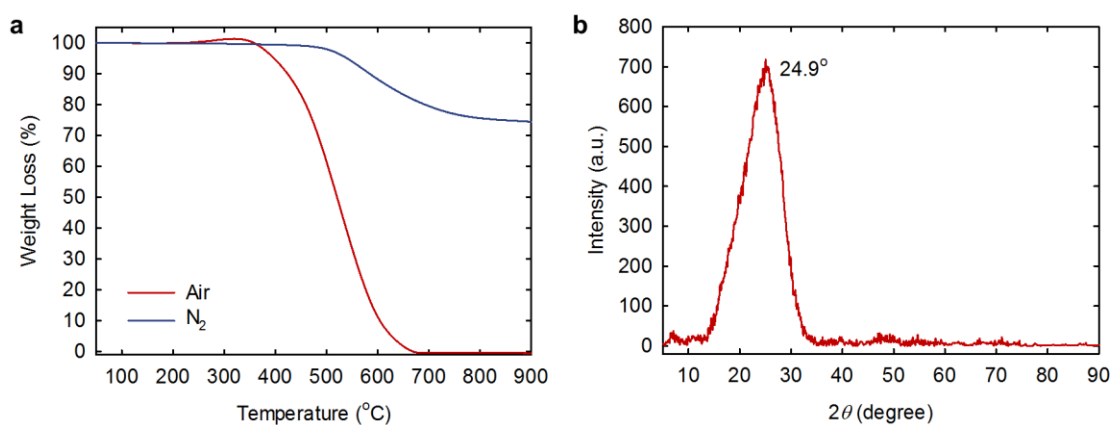 a
100
90
80
70
60
50
40
30
20
10
0
Weight Loss (%)
Air
N₂
100 200 300 400 500 600 700 800 900
Temperature (°C)
b
800
700
600
500
400
300
200
100
0
Intensity (a.u.)
24.9°
10 20 30 40 50 60 70 80 90
2θ (degree)